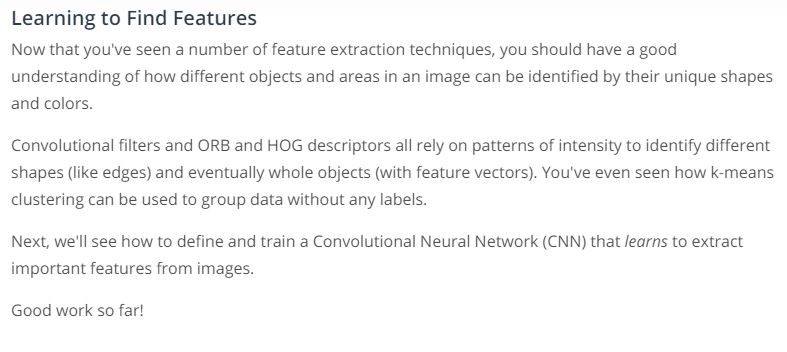 Learning to Find Features
Now that you've seen a number of feature extraction techniques, you should have a good
understanding of how different objects and areas in an image can be identified by their unique shapes
and colors.
Convolutional filters and ORB and HOG descriptors all rely on patterns of intensity to identify different
shapes (like edges) and eventually whole objects (with feature vectors). You've even seen how k-means
clustering can be used to group data without any labels.
Next, we'll see how to define and train a Convolutional Neural Network (CNN) that learns to extract
important features from images.
Good work so far!